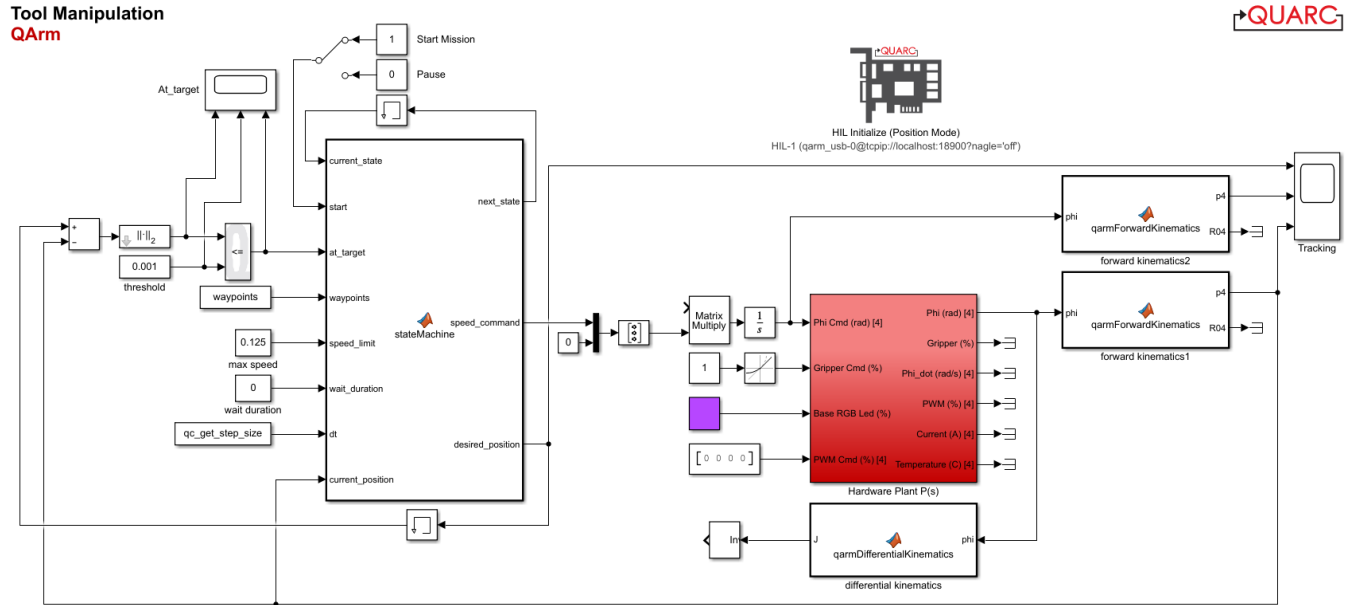 Tool Manipulation
QArm
QUARC
1
Start Mission
0
Pause
At_target
QUARC
HIL Initialize (Position Mode)
HIL-1 (qarm_usb-0@tcpip://localhost:18900?nagle='off')
current_state
start
at_target
waypoints
speed_limit
wait_duration
dt
current_position
stateMachine
next_state
speed_command
desired_position
+
−
||·||2
0.001
threshold
<=
waypoints
0.125
max speed
0
wait duration
qc_get_step_size
0
Matrix
Multiply
1
s
1
[ 0 0 0 0 ]
Phi Cmd (rad) [4]
Gripper Cmd (%)
Base RGB Led (%)
PWM Cmd (%) [4]
Phi (rad) [4]
Gripper (%)
Phi_dot (rad/s) [4]
PWM (%) [4]
Current (A) [4]
Temperature (C) [4]
Hardware Plant P(s)
phi
qarmForwardKinematics
p4
R04
forward kinematics2
phi
qarmForwardKinematics
p4
R04
forward kinematics1
Tracking
In
J
qarmDifferentialKinematics
phi
differential kinematics